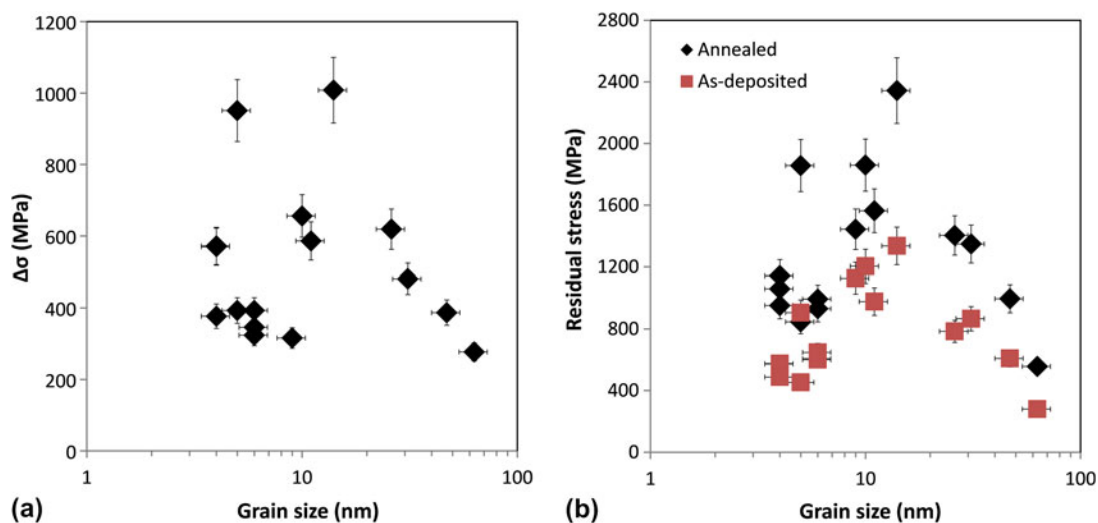 1200
1000
800
600
400
200
0
Δσ (MPa)
1
10
100
Grain size (nm)
(a)
2800
2400
2000
1600
1200
800
400
0
Residual stress (MPa)
Annealed
As-deposited
1
10
100
Grain size (nm)
(b)